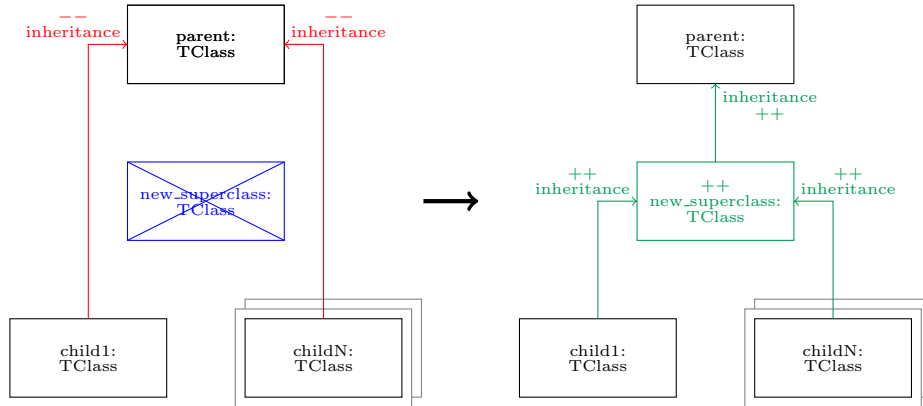 −−
inheritance
parent:
TClass
−−
inheritance
new_superclass:
TClass
child1:
TClass
childN:
TClass
parent:
TClass
inheritance
++
++
inheritance
++
new_superclass:
TClass
++
inheritance
child1:
TClass
childN:
TClass